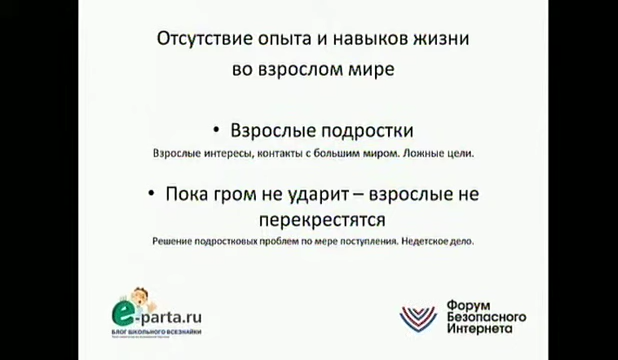 Отсутствие опыта и навыков жизни
во взрослом мире
• Взрослые подростки
Взрослые интересы, контакты с большим миром. Ложные цели.
• Пока гром не ударит – взрослые не
перекрестятся
Решение подростковых проблем по мере поступления. Недетское дело.
e-parta.ru
БЛОГ ШКОЛЬНОГО ВСЕЗНАЙКИ
Форум
Безопасного
Интернета